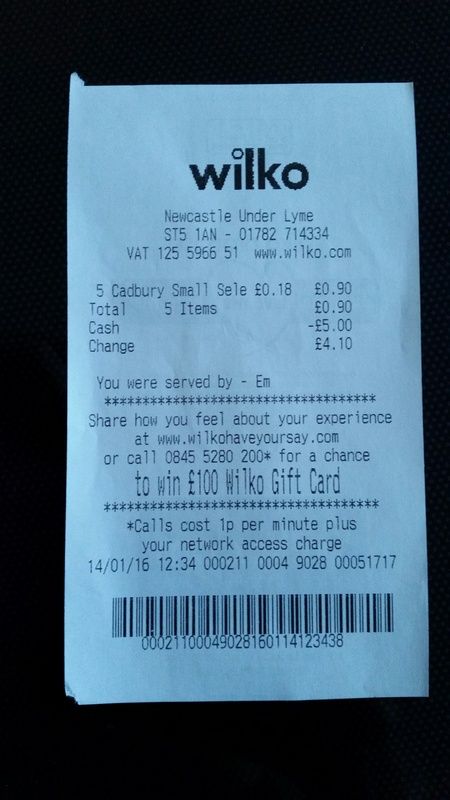 wilko
Newcastle Under Lyme
ST5 1AN - 01782 714334
VAT 125 5966 51 www.wilko.com
5 Cadbury Small Sele £0.18 £0.90
Total 5 Items £0.90
Cash -£5.00
Change £4.10
You were served by - Em
***********************************
Share how you feel about your experience
at www.wilkohaveyoursay.com
or call 0845 5280 200* for a chance
to win £100 Wilko Gift Card
***********************************
*Calls cost 1p per minute plus
your network access charge
14/01/16 12:34 000211 0004 9028 00051717
00021100049028160114123438